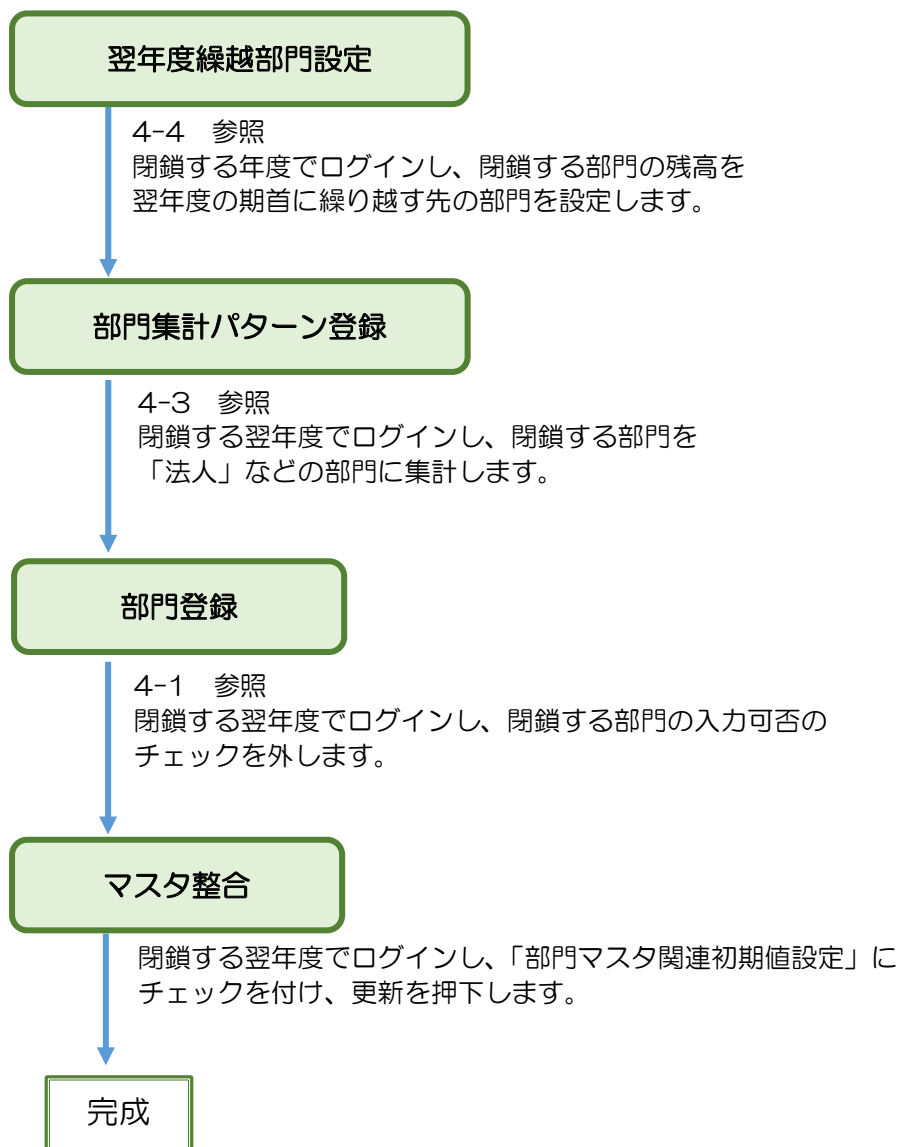 翌年度繰越部門設定
4-4　参照
閉鎖する年度でログインし、閉鎖する部門の残高を
翌年度の期首に繰り越す先の部門を設定します。
部門集計パターン登録
4-3　参照
閉鎖する翌年度でログインし、閉鎖する部門を
「法人」などの部門に集計します。
部門登録
4-1　参照
閉鎖する翌年度でログインし、閉鎖する部門の入力可否の
チェックを外します。
マスタ整合
閉鎖する翌年度でログインし、「部門マスタ関連初期値設定」に
チェックを付け、更新を押下します。
完成